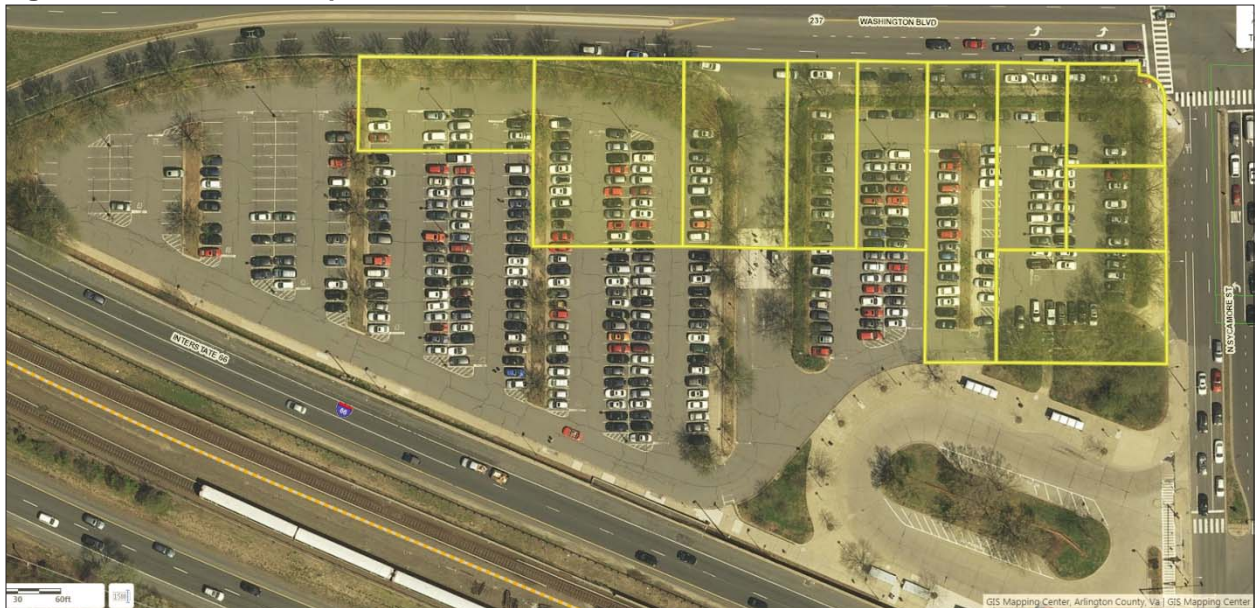 237
WASHINGTON BLVD
N SYCAMORE ST
INTERSTATE 66
66
30 60ft
GIS Mapping Center, Arlington County, Va | GIS Mapping Center